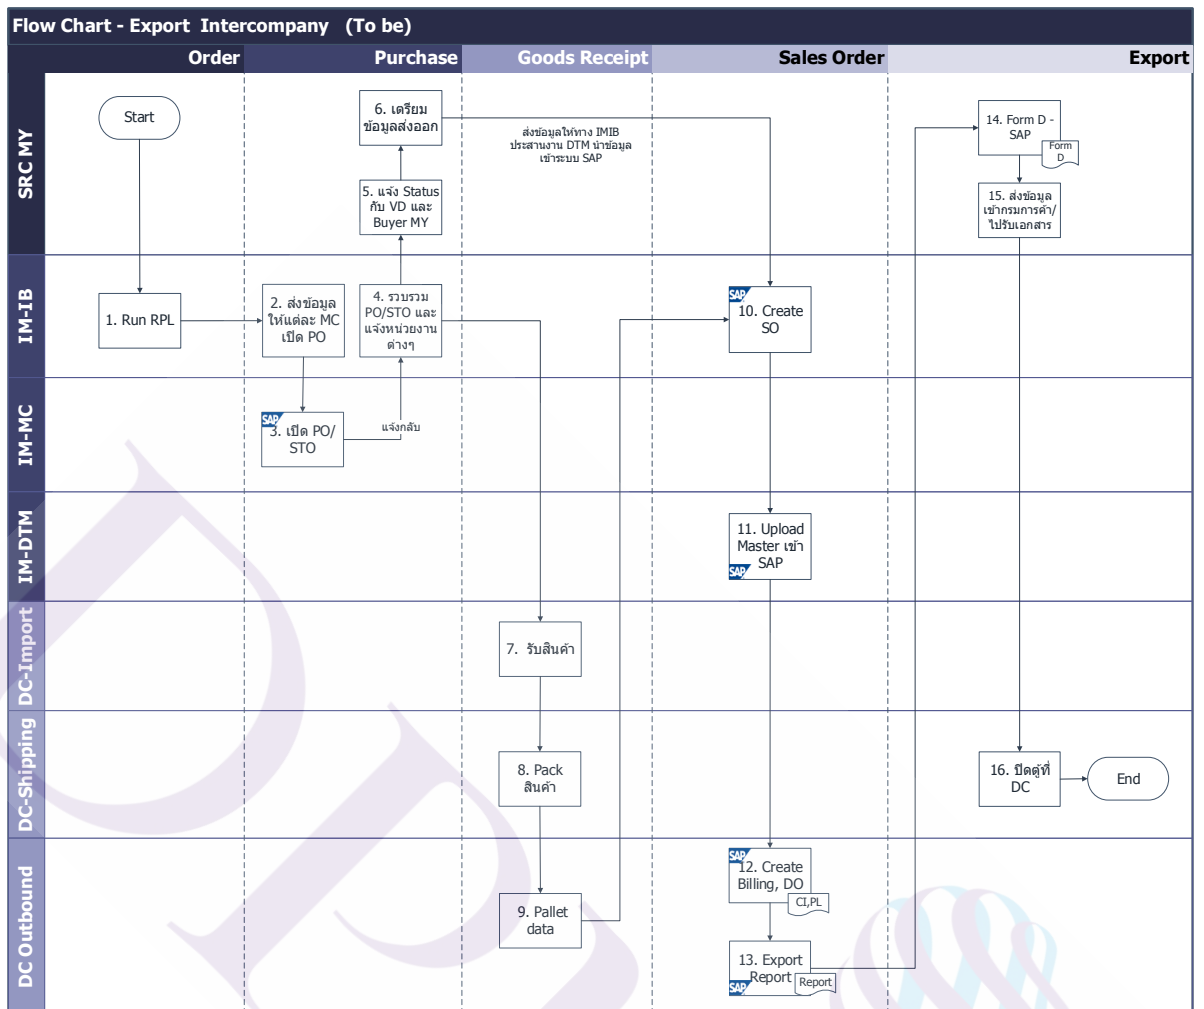 Flow Chart - Export Intercompany (To be)
Order
Purchase
Goods Receipt
Sales Order
Export
SRC MY
Start
6. เตรียม
ข้อมูลส่งออก
ส่งข้อมูลให้ทาง IMIB
ประสานงาน DTM นำข้อมูล
เข้าระบบ SAP
14. Form D -
SAP
Form
D
5. แจ้ง Status
กับ VD และ
Buyer MY
15. ส่งข้อมูล
เข้ากรมการค้า/
ไปรับเอกสาร
IM-IB
1. Run RPL
2. ส่งข้อมูล
ให้แต่ละ MC
เปิด PO
4. รวบรวม
PO/STO และ
แจ้งหน่วยงาน
ต่างๆ
SAP
10. Create
SO
IM-MC
SAP
3. เปิด PO/
STO
แจ้งกลับ
IM-DTM
11. Upload
Master เข้า
SAP
SAP
DC-Import
7. รับสินค้า
DC-Shipping
8. Pack
สินค้า
16. ปิดตู้ที่
DC
End
DC Outbound
9. Pallet
data
SAP
12. Create
Billing, DO
CI,PL
13. Export
Report
SAP
Report